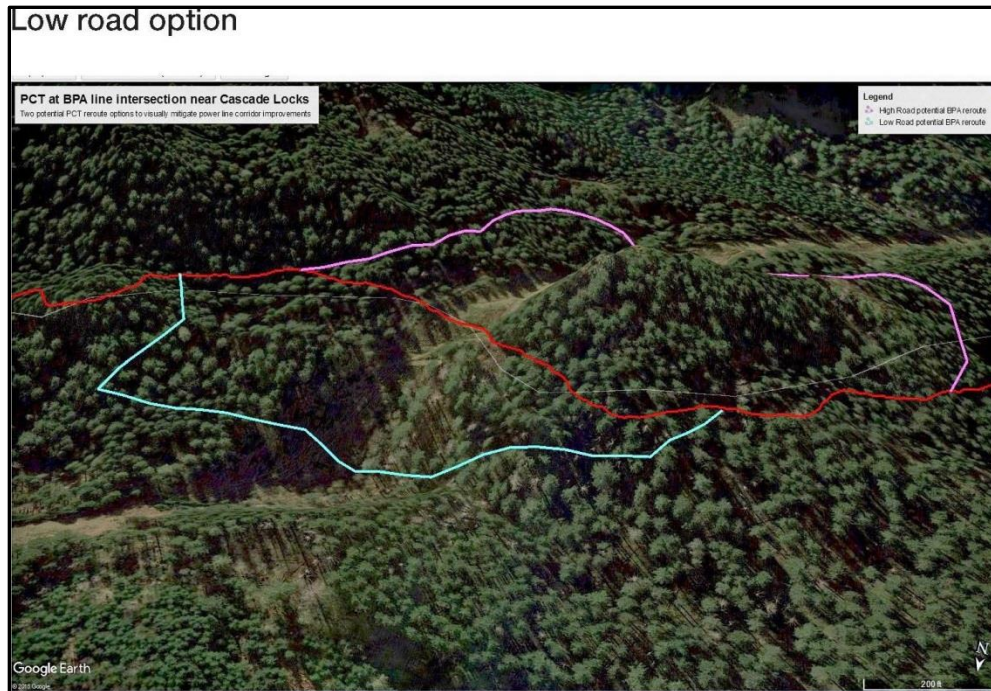 Low road option
PCT at BPA line intersection near Cascade Locks
Two potential PCT reroute options to visually mitigate power line corridor improvements
Legend
High Road potential BPA reroute
Low Road potential BPA reroute
N
Google Earth
© 2018 Google
200 ft